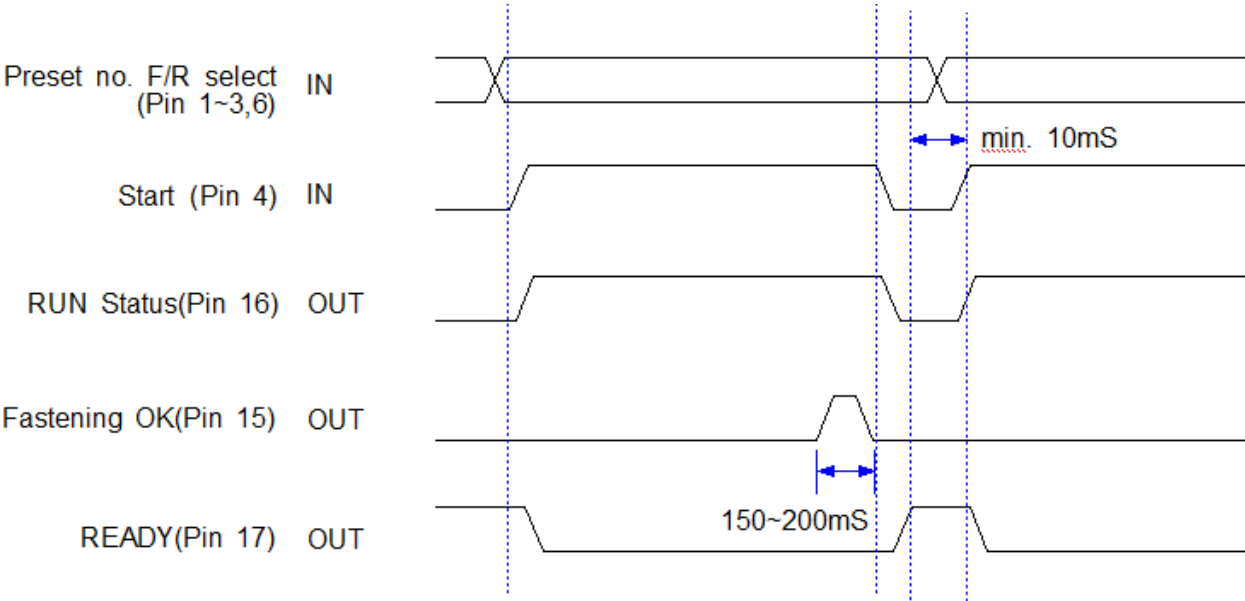 Preset no. F/R select IN
(Pin 1~3,6)
min. 10mS
Start (Pin 4) IN
RUN Status(Pin 16) OUT
Fastening OK(Pin 15) OUT
150~200mS
READY(Pin 17) OUT